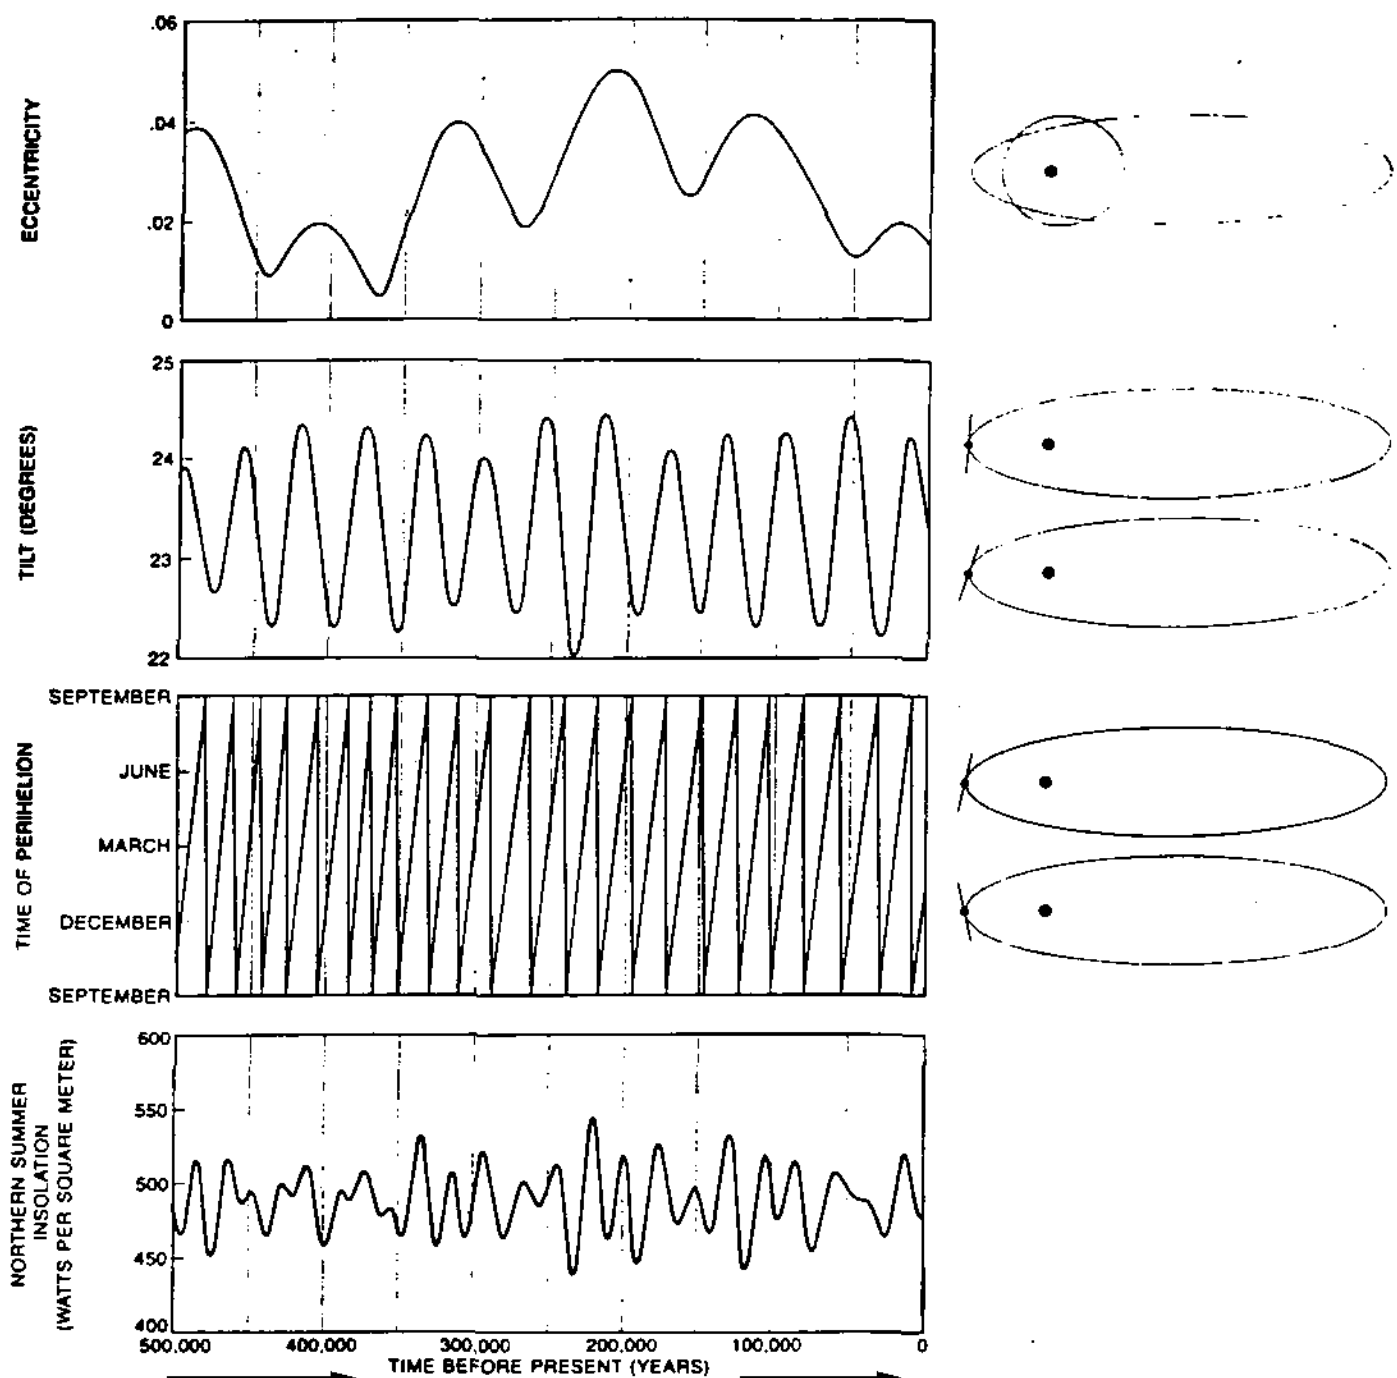 ECCENTRICITY
.06
.04
.02
0
TILT (DEGREES)
25
24
23
22
TIME OF PERIHELION
SEPTEMBER
JUNE
MARCH
DECEMBER
SEPTEMBER
NORTHERN SUMMER
INSOLATION
(WATTS PER SQUARE METER)
600
550
500
450
400
500,000 400,000 300,000 200,000 100,000 0
TIME BEFORE PRESENT (YEARS)